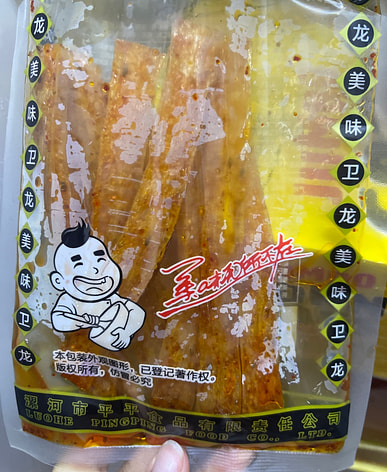 龙美味卫龙美味卫龙
龙美味卫龙美味卫龙
美味挡不住
本包装外观图形,已登记著作权。
版权所有,仿冒必究
漯河市平平食品有限责任公司
LUOHE PINGPING FOOD CO., LTD.